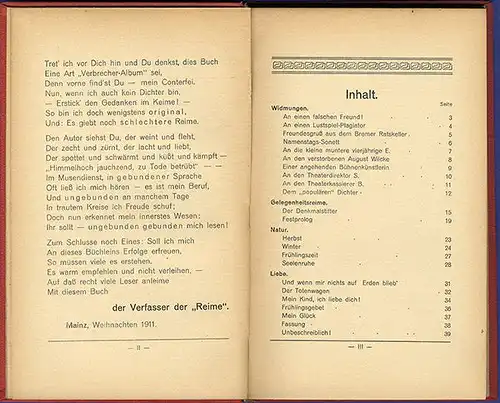 Tret' ich vor Dich hin und Du denkst, dies Buch
Eine Art „Verbrecher-Album“ sei,
Denn vorne find'st Du — mein Conterfei.
Nun, wenn ich auch kein Dichter bin,
— Erstick' den Gedanken im Keime! —
So bin ich doch wenigstens original,
Und: Es giebt noch schlechtere Reime.
Den Autor siehst Du, der weint und fleht,
Der zecht und zürnt, der lacht und liebt,
Der spottet und schwärmt und küßt und kämpft —
„Himmelhoch jauchzend, zu Tode betrübt“ — —
Im Musendienst, in gebundener Sprache
Oft ließ ich mich hören — es ist mein Beruf,
Und ungebunden an manchem Tage
In trautem Kreise ich Freude schuf;
Doch nun erkennet mein innerstes Wesen:
Ihr sollt — ungebunden gebunden mich lesen!
Zum Schlusse noch Eines: Soll ich mich
An dieses Büchleins Erfolge erfreuen,
So müssen viele es erstehen,
Es warm empfehlen und nicht verleihen, —
Auf daß recht viele Leser anleime
Mit diesem Buch
der Verfasser der „Reime“.
Mainz, Weihnachten 1911.
— II —
Inhalt.
Widmungen. Seite
An einen falschen Freund! 3
An einen Lustspiel-Plagiator 4
Freundesgruß aus dem Bremer Ratskeller 5
Namenstags-Sonett 6
An die kleine muntere vierjährige E. 7
An den verstorbenen August Wilcke 8
Einer angehenden Bühnenkünstlerin 9
An den Theaterdirektor S. 10
An den Theaterkassierer B. 11
Dem „populären“ Dichter 12
Gelegenheitsreime.
Der Denkmalstifter 15
Festprolog 19
Natur.
Herbst 23
Winter 24
Frühlingszeit 27
Seelenruhe 28
Liebe.
Und wenn mir nichts auf Erden blieb' 31
Der Totenwagen 32
Mein Kind, ich liebe dich! 34
Frühlingsgebet 36
Mein Glück 37
Fassung 38
Unbeschreiblich! 39
— III —